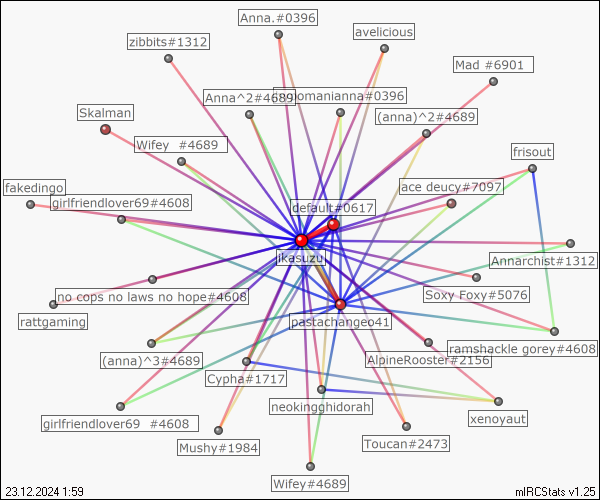 Anna.#0396
avelicious
zibbits#1312
Mad #6901
Anna^2#4689
omanianna#0396
(anna)^2#4689
Skalman
Wifey #4689
frisout
fakedingo
girlfriendlover69#4608
default#0617
ace deucy#7097
jkasuzu
Annarchist#1312
no cops no laws no hope#4608
Soxy Foxy#5076
rattgaming
pastachangeo41
(anna)^3#4689
AlpineRooster#2156
ramshackle gorey#4608
Cypha#1717
neokingghidorah
xenoyaut
girlfriendlover69 #4608
Mushy#1984
Toucan#2473
Wifey#4689
23.12.2024 1:59
mIRCStats v1.25